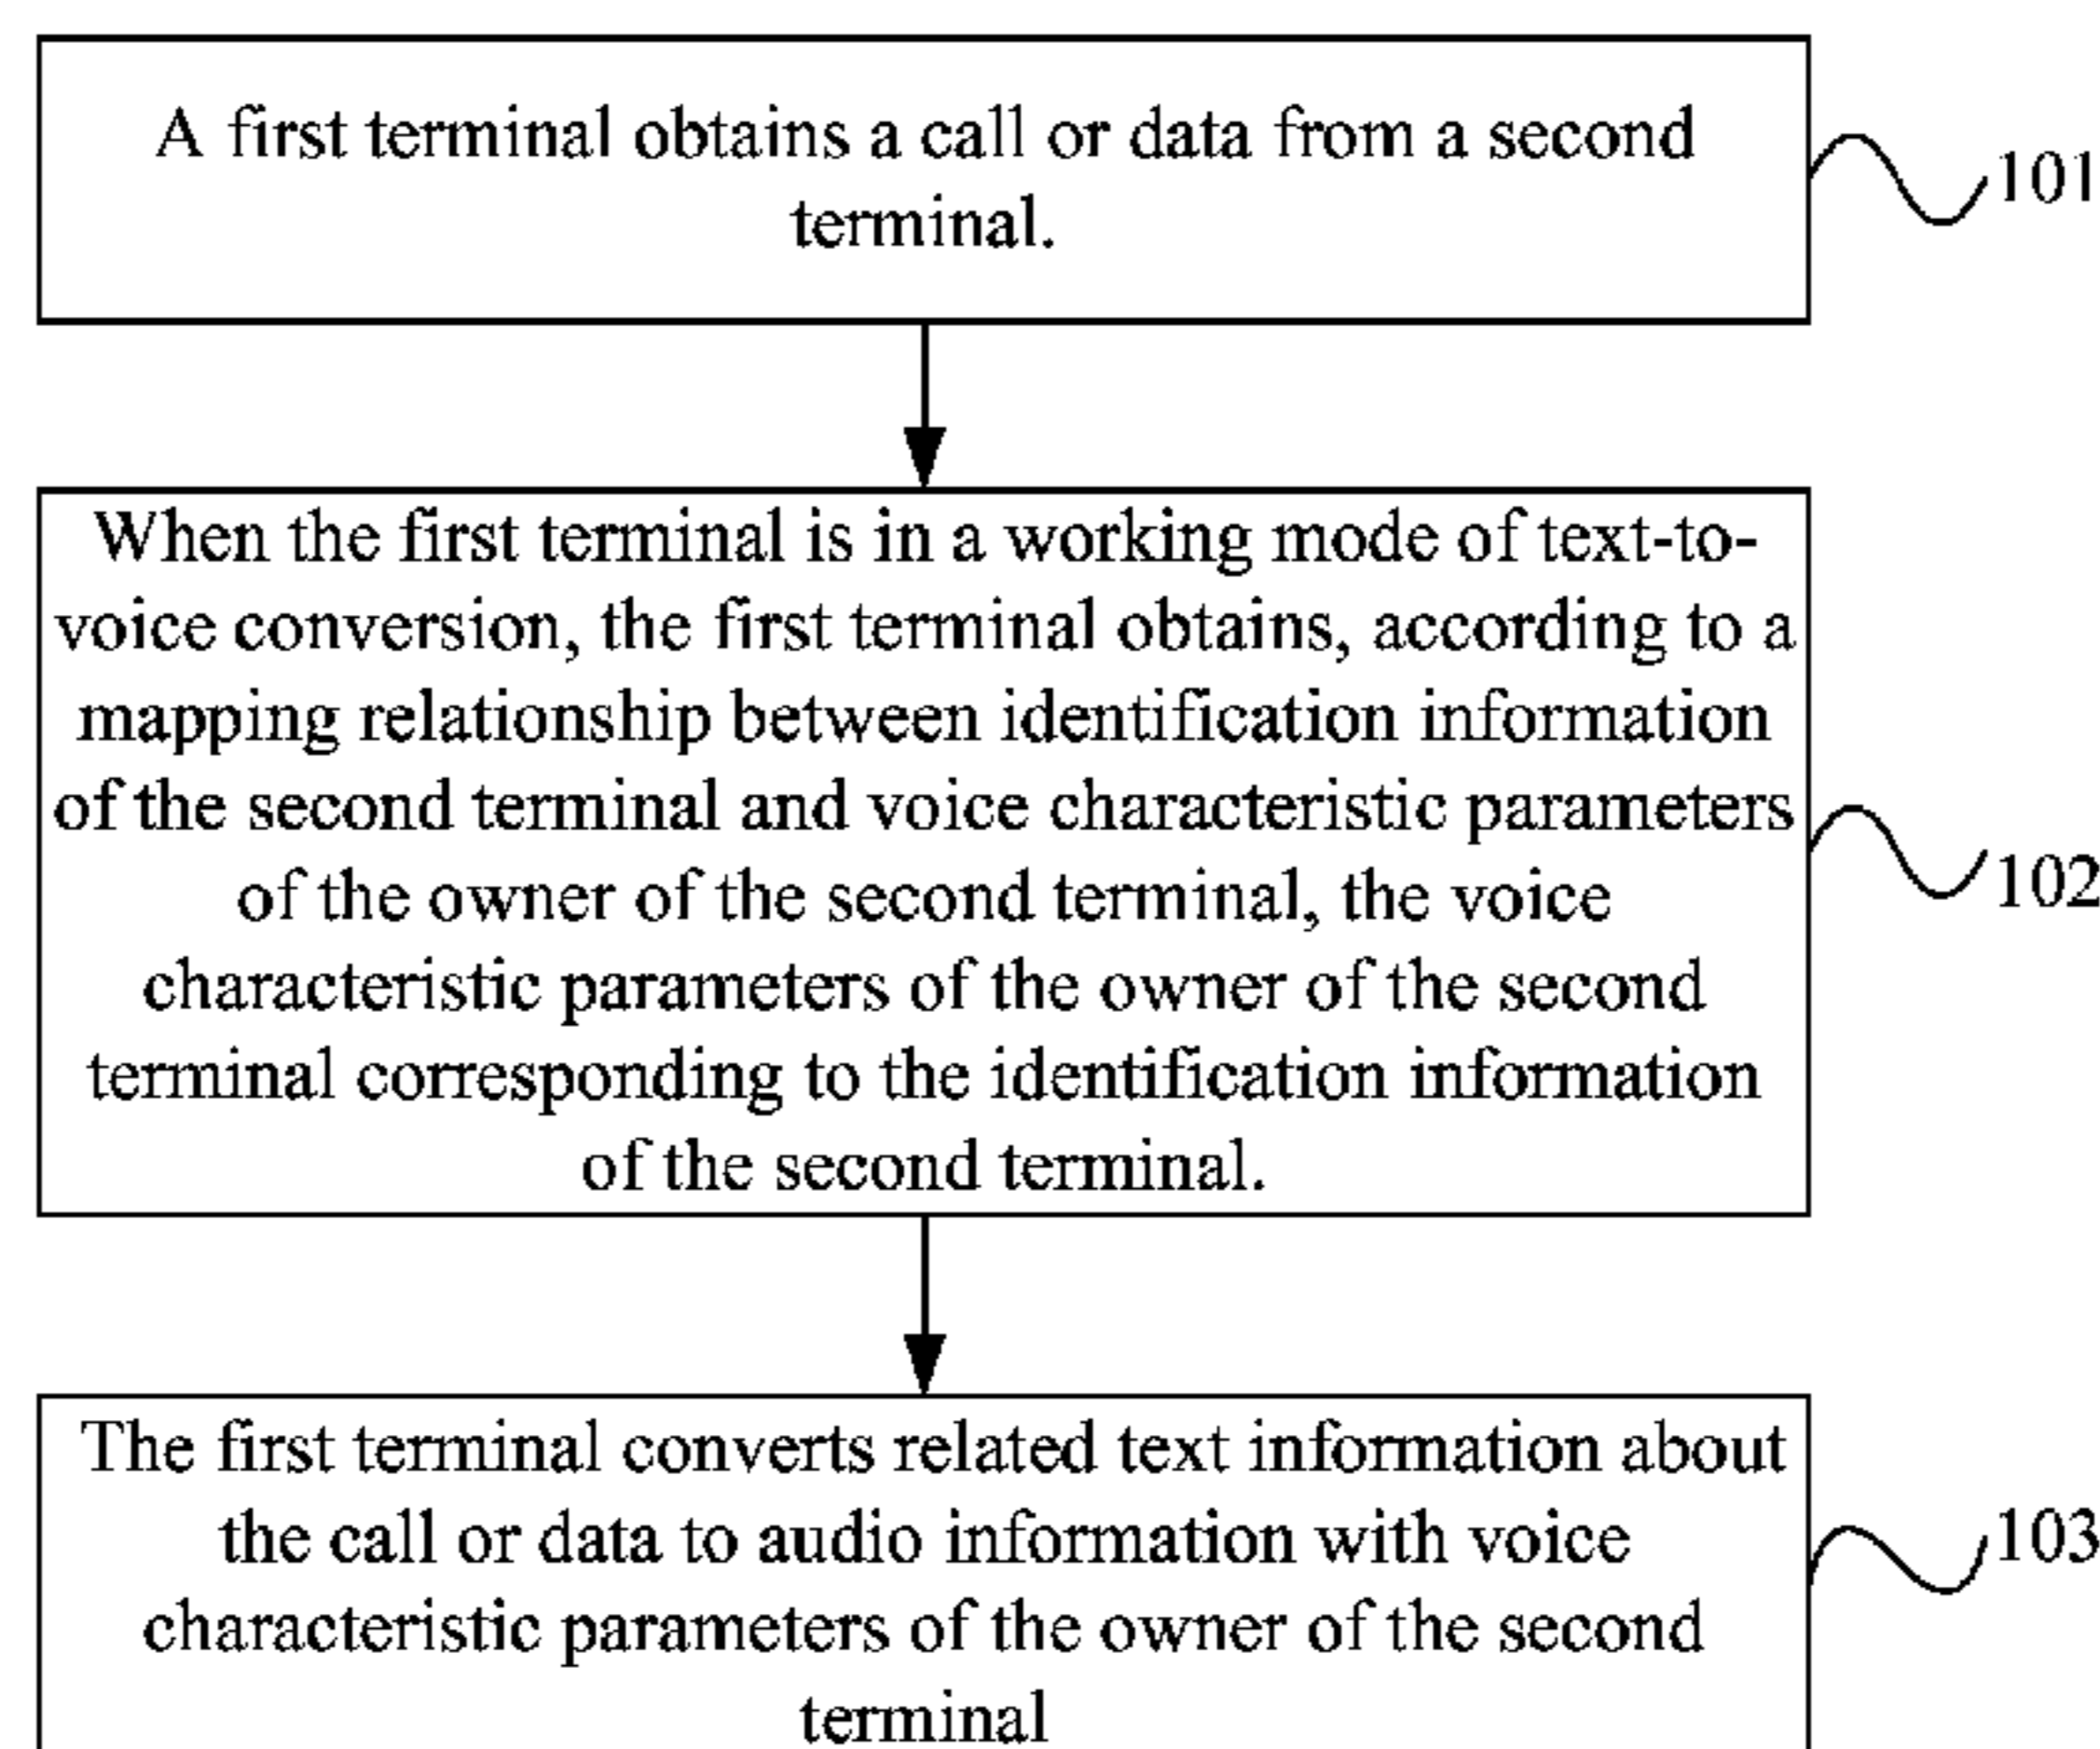 A first terminal obtains a call or data from a second
terminal.
101
When the first terminal is in a working mode of text-to-
voice conversion, the first terminal obtains, according to a
mapping relationship between identification information
of the second terminal and voice characteristic parameters
of the owner of the second terminal, the voice
characteristic parameters of the owner of the second
terminal corresponding to the identification information
of the second terminal.
102
The first terminal converts related text information about
the call or data to audio information with voice
characteristic parameters of the owner of the second
terminal
103